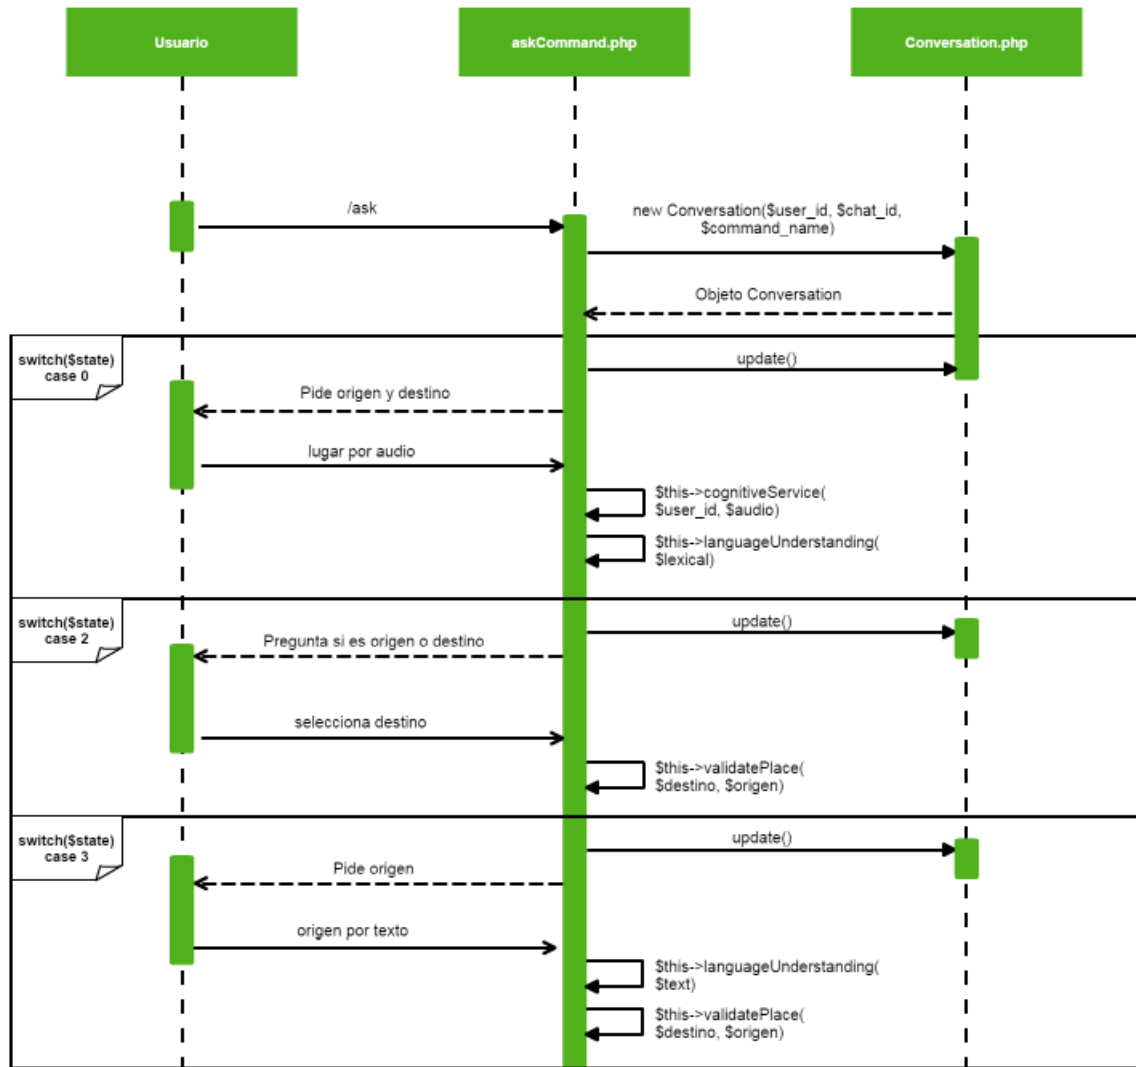 Usuario
askCommand.php
Conversation.php
/ask
new Conversation($user_id, $chat_id,
$command_name)
Objeto Conversation
switch($state)
case 0
update()
Pide origen y destino
lugar por audio
$this->cognitiveService(
$user_id, $audio)
$this->languageUnderstanding(
$lexical)
switch($state)
case 2
update()
Pregunta si es origen o destino
selecciona destino
$this->validatePlace(
$destino, $origen)
switch($state)
case 3
update()
Pide origen
origen por texto
$this->languageUnderstanding(
$text)
$this->validatePlace(
$destino, $origen)